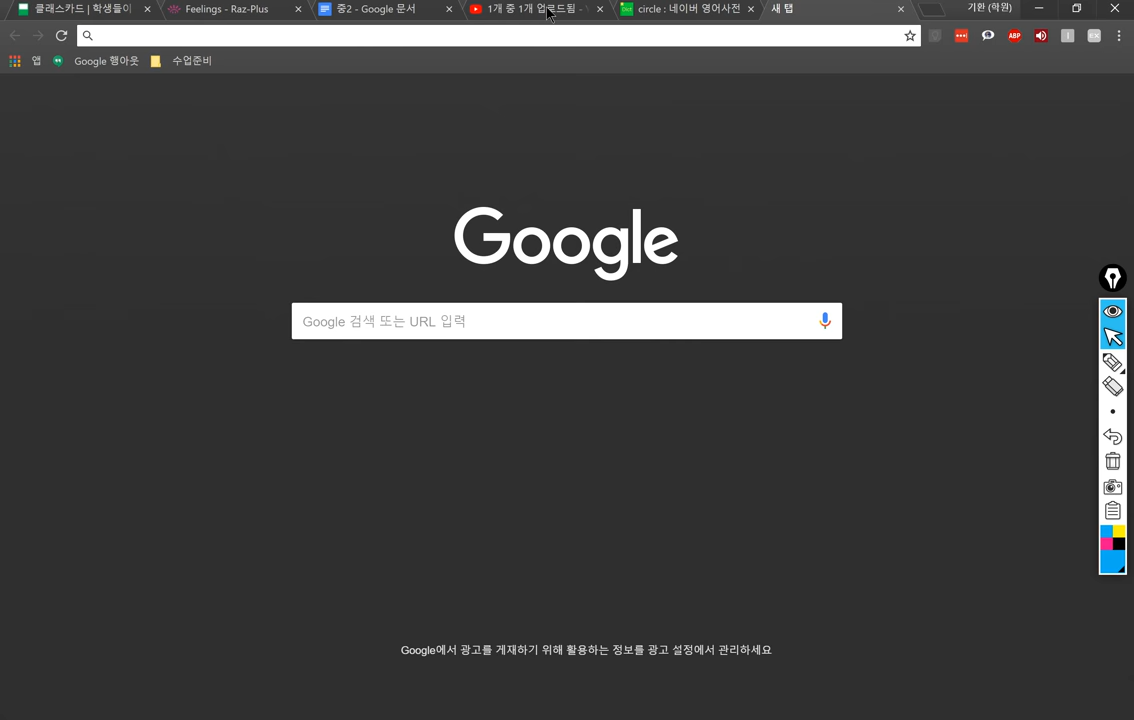 클래스카드 | 학생들이
Feelings - Raz-Plus
중2 - Google 문서
1개 중 1개 업로드됨 -
circle : 네이버 영어사전
새 탭
기환 (학원)
ABP
앱
Google 행아웃
수업준비
Google
Google 검색 또는 URL 입력
Google에서 광고를 게재하기 위해 활용하는 정보를 광고 설정에서 관리하세요